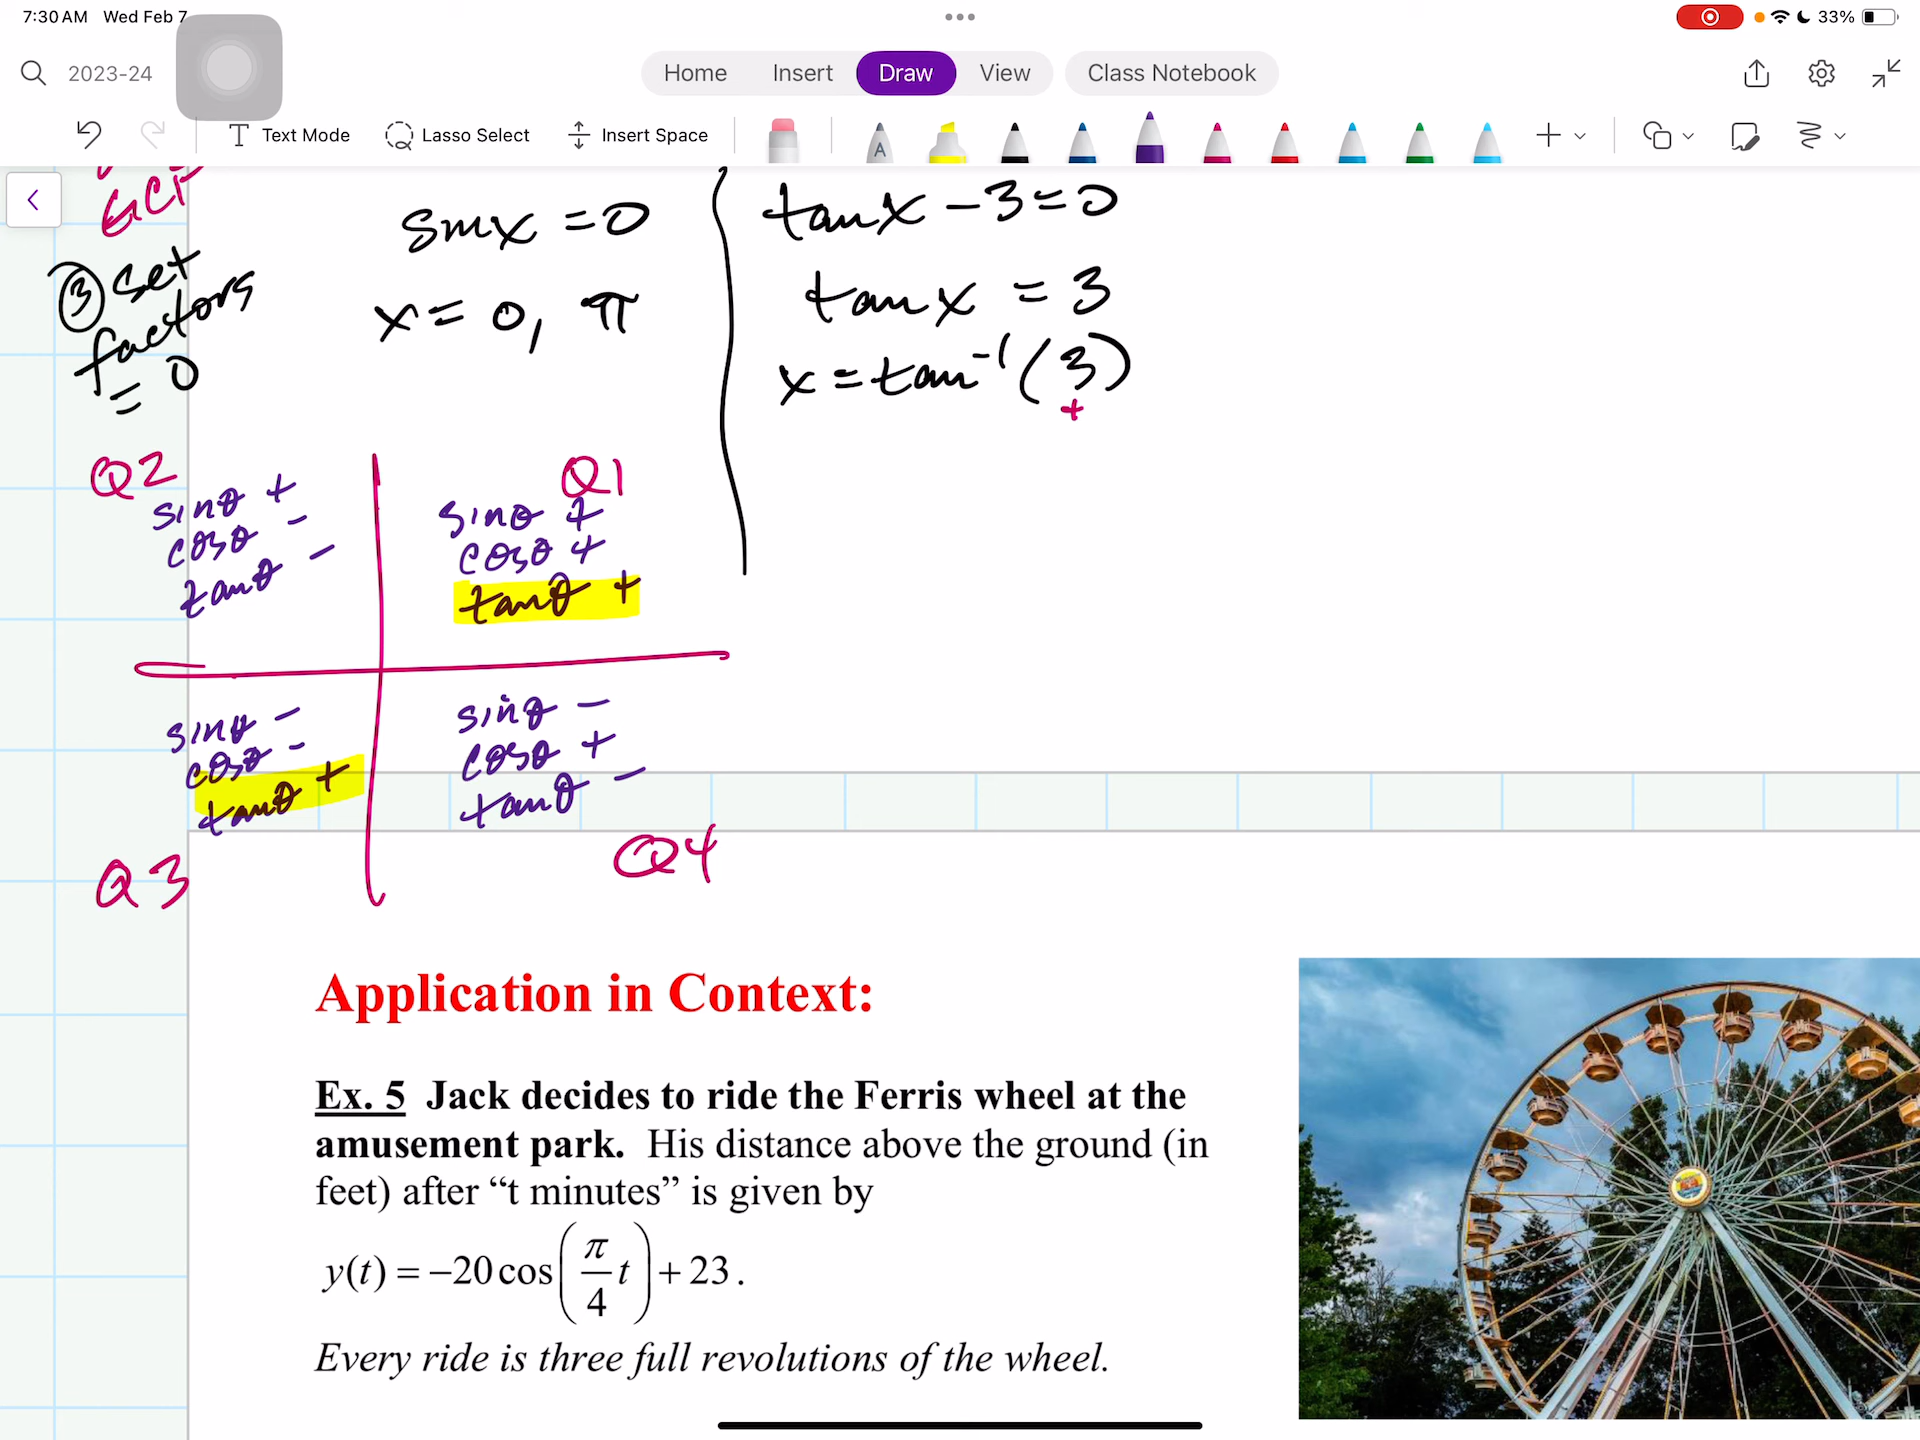 7:30 AM Wed Feb 7
33%
2023-24
Home Insert Draw View Class Notebook
Text Mode Lasso Select Insert Space
A
GCF
③ set
factors
= 0
sinx = 0
x = 0, π
tanx - 3 = 0
tanx = 3
x = tan⁻¹(3)
+
Q2
sinθ +
cosθ -
tanθ -
Q1
sinθ +
cosθ +
tanθ +
sinθ -
cosθ -
tanθ +
Q3
sinθ -
cosθ +
tanθ -
Q4
Application in Context:
Ex. 5 Jack decides to ride the Ferris wheel at the
amusement park. His distance above the ground (in
feet) after “t minutes” is given by
y(t) = −20 cos(π/4 t) + 23.
Every ride is three full revolutions of the wheel.